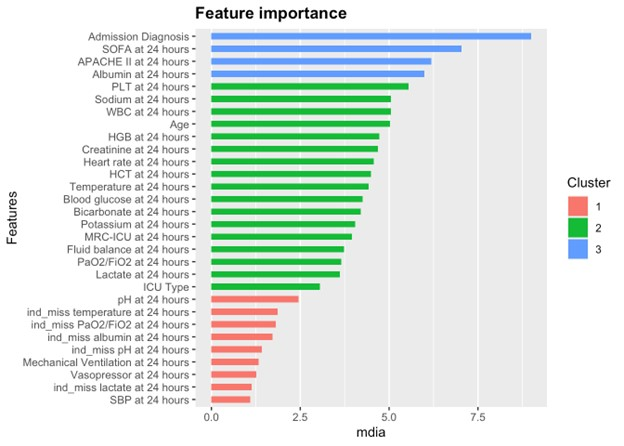 Feature importance
Admission Diagnosis
SOFA at 24 hours
APACHE II at 24 hours
Albumin at 24 hours
PLT at 24 hours
Sodium at 24 hours
WBC at 24 hours
Age
HGB at 24 hours
Creatinine at 24 hours
Heart rate at 24 hours
HCT at 24 hours
Temperature at 24 hours
Blood glucose at 24 hours
Bicarbonate at 24 hours
Potassium at 24 hours
MRC-ICU at 24 hours
Fluid balance at 24 hours
PaO2/FiO2 at 24 hours
Lactate at 24 hours
ICU Type
pH at 24 hours
ind_miss temperature at 24 hours
ind_miss PaO2/FiO2 at 24 hours
ind_miss albumin at 24 hours
ind_miss pH at 24 hours
Mechanical Ventilation at 24 hours
Vasopressor at 24 hours
ind_miss lactate at 24 hours
SBP at 24 hours
Features
0.0 2.5 5.0 7.5
mdia
Cluster
1
2
3